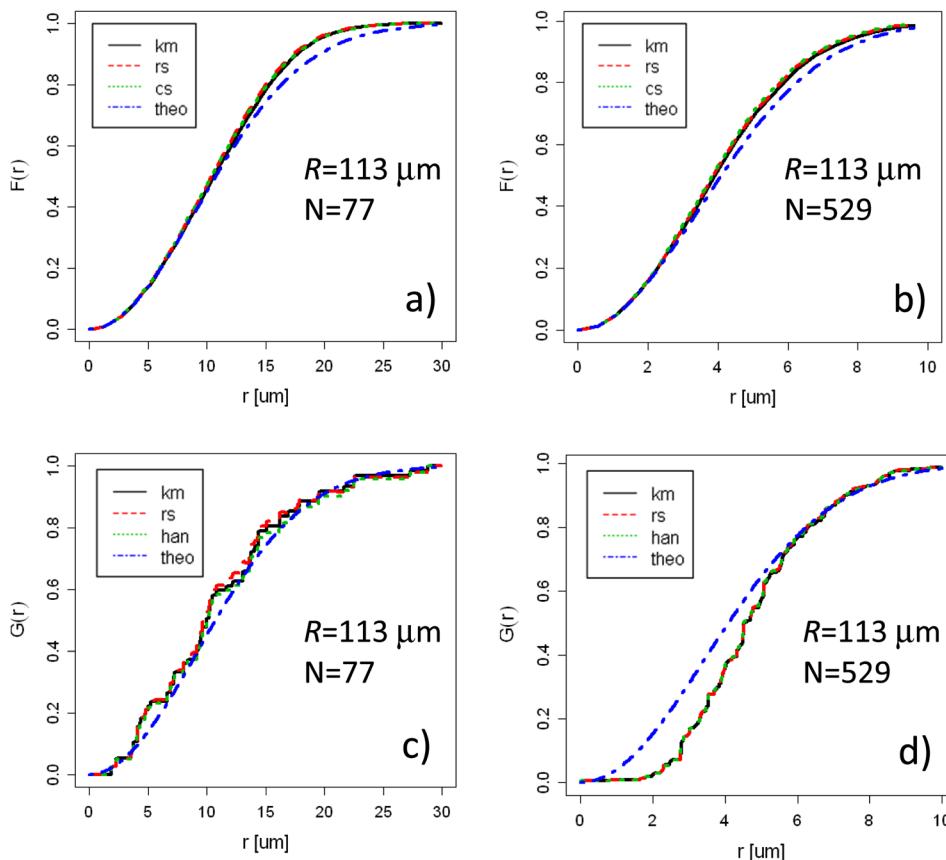 km
rs
cs
theo
F(r)
0.0 0.2 0.4 0.6 0.8 1.0
R=113 μm
N=77
a)
0 5 10 15 20 25 30
r [um]
km
rs
cs
theo
F(r)
0.0 0.2 0.4 0.6 0.8 1.0
R=113 μm
N=529
b)
0 2 4 6 8 10
r [um]
km
rs
han
theo
G(r)
0.0 0.2 0.4 0.6 0.8 1.0
R=113 μm
N=77
c)
0 5 10 15 20 25 30
r [um]
km
rs
han
theo
G(r)
0.0 0.2 0.4 0.6 0.8 1.0
R=113 μm
N=529
d)
0 2 4 6 8 10
r [um]